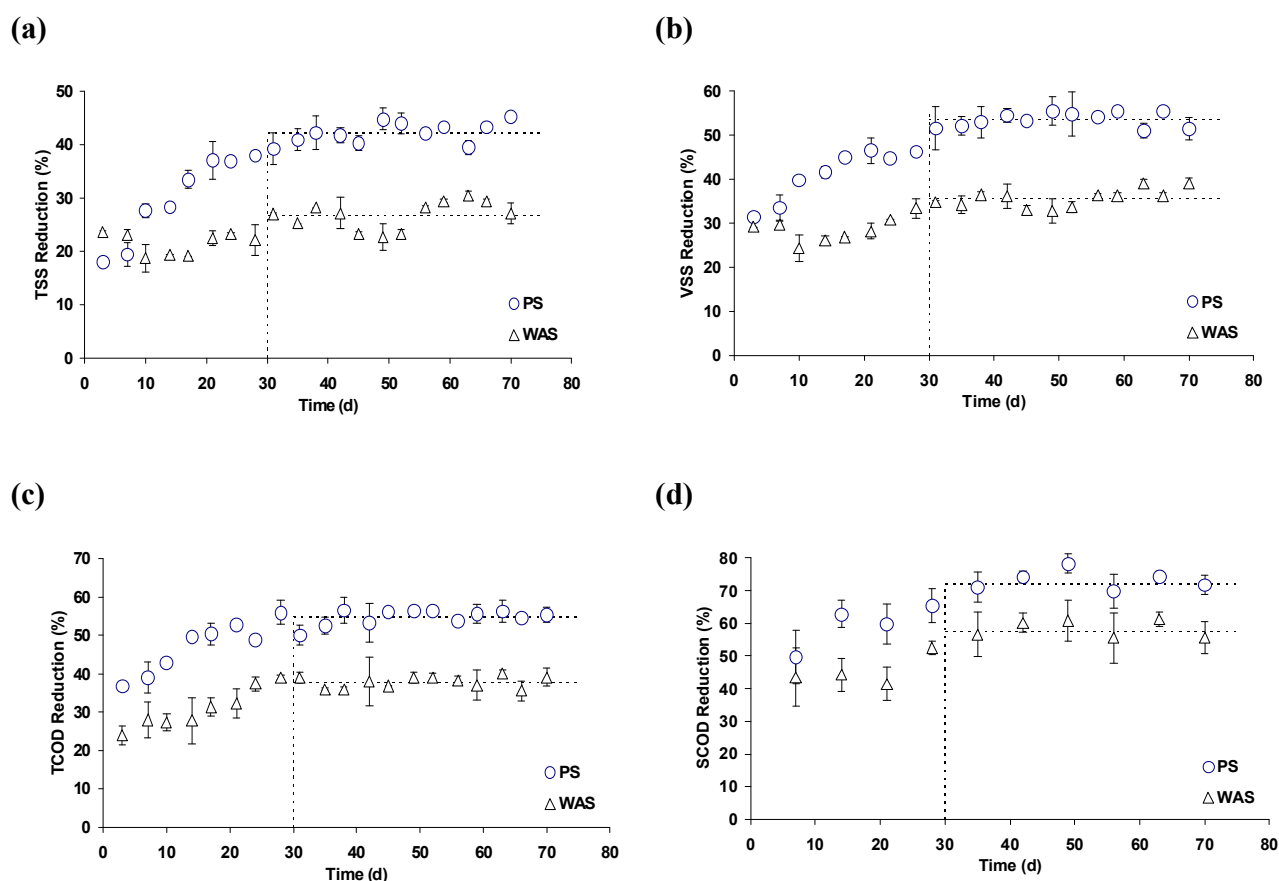 (a)
(b)
TSS Reduction (%)
50
40
30
20
10
0
0 10 20 30 40 50 60 70 80
Time (d)
PS
WAS
VSS Reduction (%)
60
50
40
30
20
10
0
0 10 20 30 40 50 60 70 80
Time (d)
PS
WAS
(c)
(d)
TCOD Reduction (%)
70
60
50
40
30
20
10
0
0 10 20 30 40 50 60 70 80
Time (d)
PS
WAS
SCOD Reduction (%)
80
70
60
50
40
30
20
10
0
0 10 20 30 40 50 60 70 80
Time (d)
PS
WAS